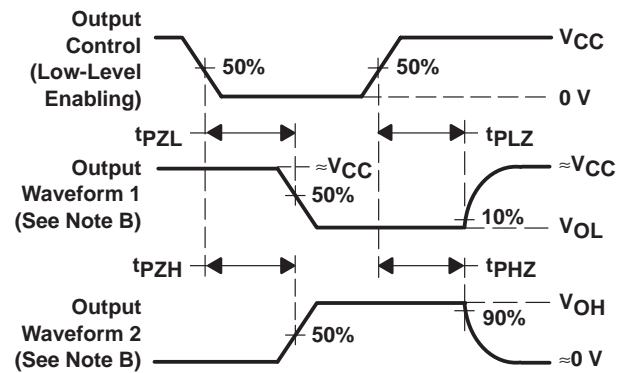 Output
Control
(Low-Level
Enabling)
50%
50%
VCC
0 V
tPZL
tPLZ
Output
Waveform 1
(See Note B)
≈VCC
50%
≈VCC
10%
VOL
tPZH
tPHZ
Output
Waveform 2
(See Note B)
50%
VOH
90%
≈0 V